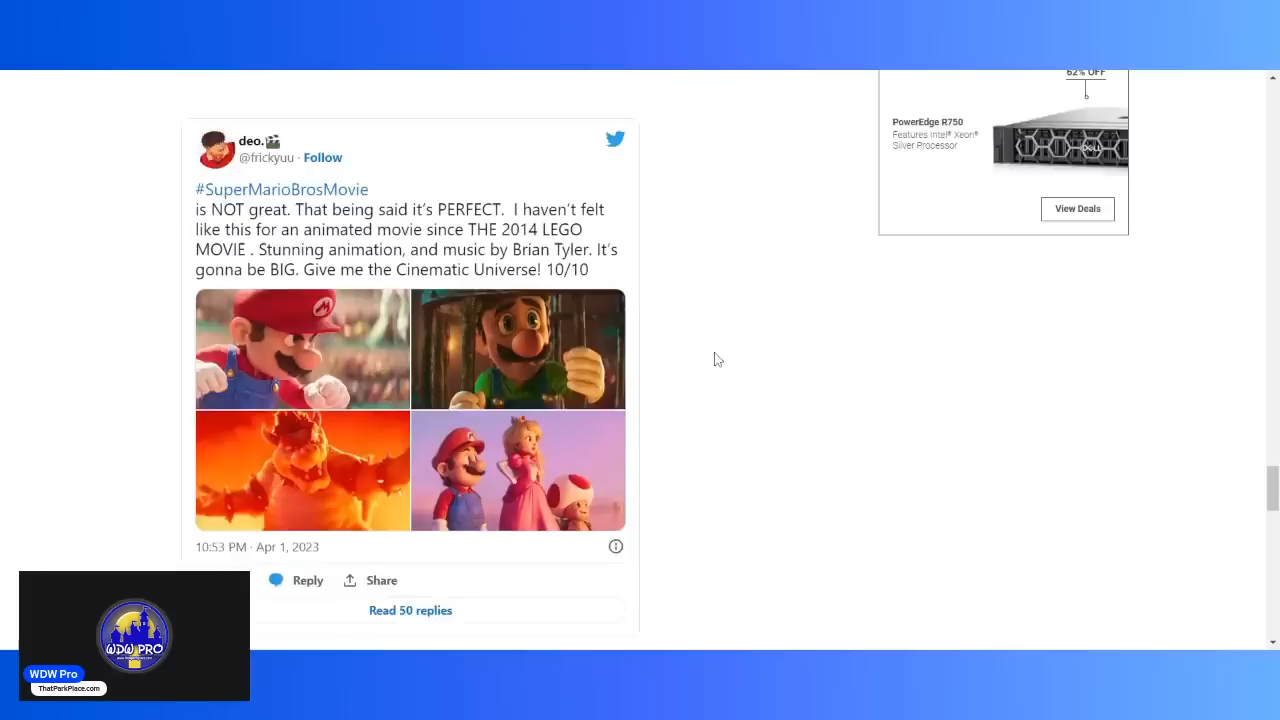 62% OFF
PowerEdge R750
Features Intel® Xeon®
Silver Processor
DELL
View Deals
deo.
@frickyuu · Follow
#SuperMarioBrosMovie
is NOT great. That being said it’s PERFECT.  I haven’t felt
like this for an animated movie since THE 2014 LEGO
MOVIE . Stunning animation, and music by Brian Tyler. It’s
gonna be BIG. Give me the Cinematic Universe! 10/10
M
10:53 PM · Apr 1, 2023
Reply
Share
Read 50 replies
WDW PRO
WDW Pro
ThatParkPlace.com